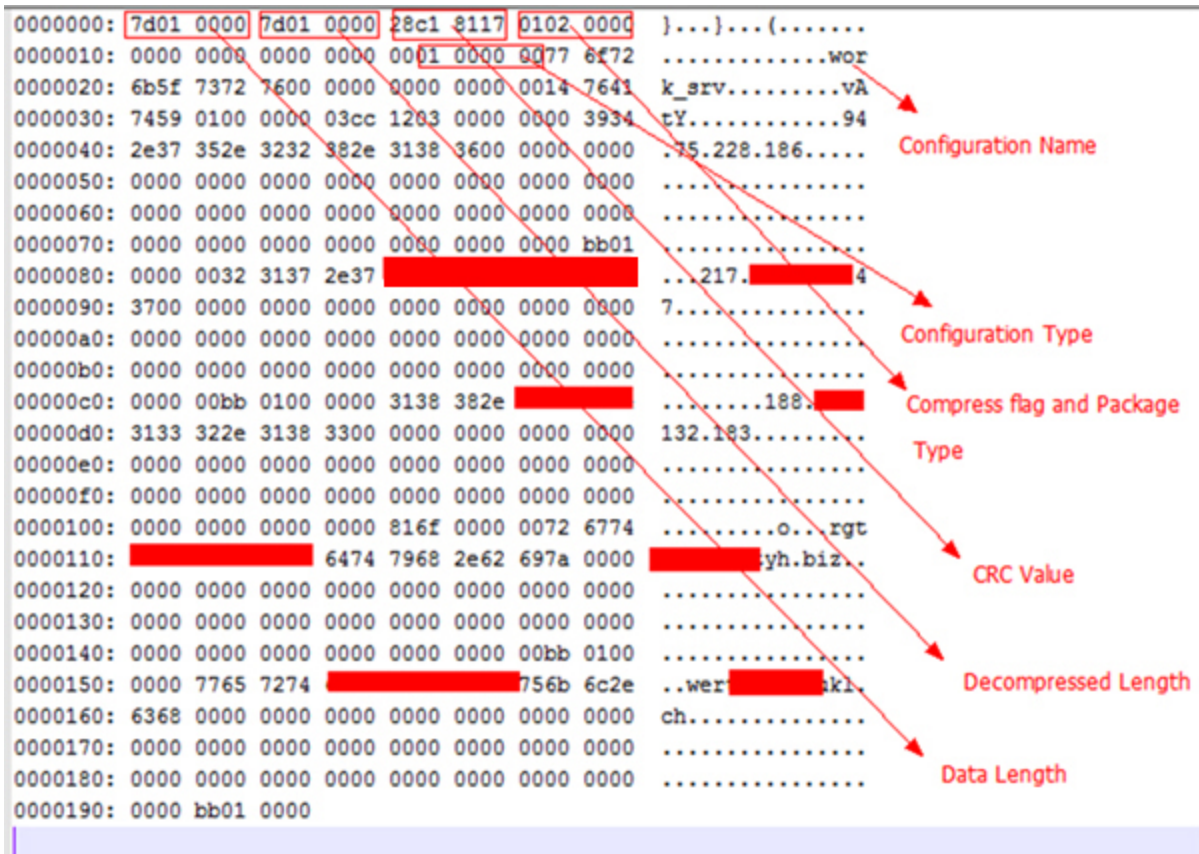 0000000: 7d01 0000 7d01 0000 28c1 8117 0102 0000 }...}...(.......
0000010: 0000 0000 0000 0000 0001 0000 0077 6f72 .............wor
0000020: 6b5f 7372 7600 0000 0000 0000 0014 7641 k_srv.........vA
0000030: 7459 0100 0000 03cc 1203 0000 0000 3934 tY............94
0000040: 2e37 352e 3232 382e 3138 3600 0000 0000 .75.228.186.....
Configuration Name
0000050: 0000 0000 0000 0000 0000 0000 0000 0000 ................
0000060: 0000 0000 0000 0000 0000 0000 0000 0000 ................
0000070: 0000 0000 0000 0000 0000 0000 0000 bb01 ................
0000080: 0000 0032 3137 2e37 ...217. 4
0000090: 3700 0000 0000 0000 0000 0000 0000 0000 7...............
00000a0: 0000 0000 0000 0000 0000 0000 0000 0000 ................
Configuration Type
00000b0: 0000 0000 0000 0000 0000 0000 0000 0000 ................
00000c0: 0000 00bb 0100 0000 3138 382e ........188.
Compress flag and Package
00000d0: 3133 322e 3138 3300 0000 0000 0000 0000 132.183.........
Type
00000e0: 0000 0000 0000 0000 0000 0000 0000 0000 ................
00000f0: 0000 0000 0000 0000 0000 0000 0000 0000 ................
0000100: 0000 0000 0000 0000 816f 0000 0072 6774 .........o...rgt
0000110: 6474 7968 2e62 697a 0000 yh.biz..
CRC Value
0000120: 0000 0000 0000 0000 0000 0000 0000 0000 ................
0000130: 0000 0000 0000 0000 0000 0000 0000 0000 ................
0000140: 0000 0000 0000 0000 0000 0000 00bb 0100 ................
0000150: 0000 7765 7274 756b 6c2e ..wer kl.
Decompressed Length
0000160: 6368 0000 0000 0000 0000 0000 0000 0000 ch..............
0000170: 0000 0000 0000 0000 0000 0000 0000 0000 ................
0000180: 0000 0000 0000 0000 0000 0000 0000 0000 ................
Data Length
0000190: 0000 bb01 0000